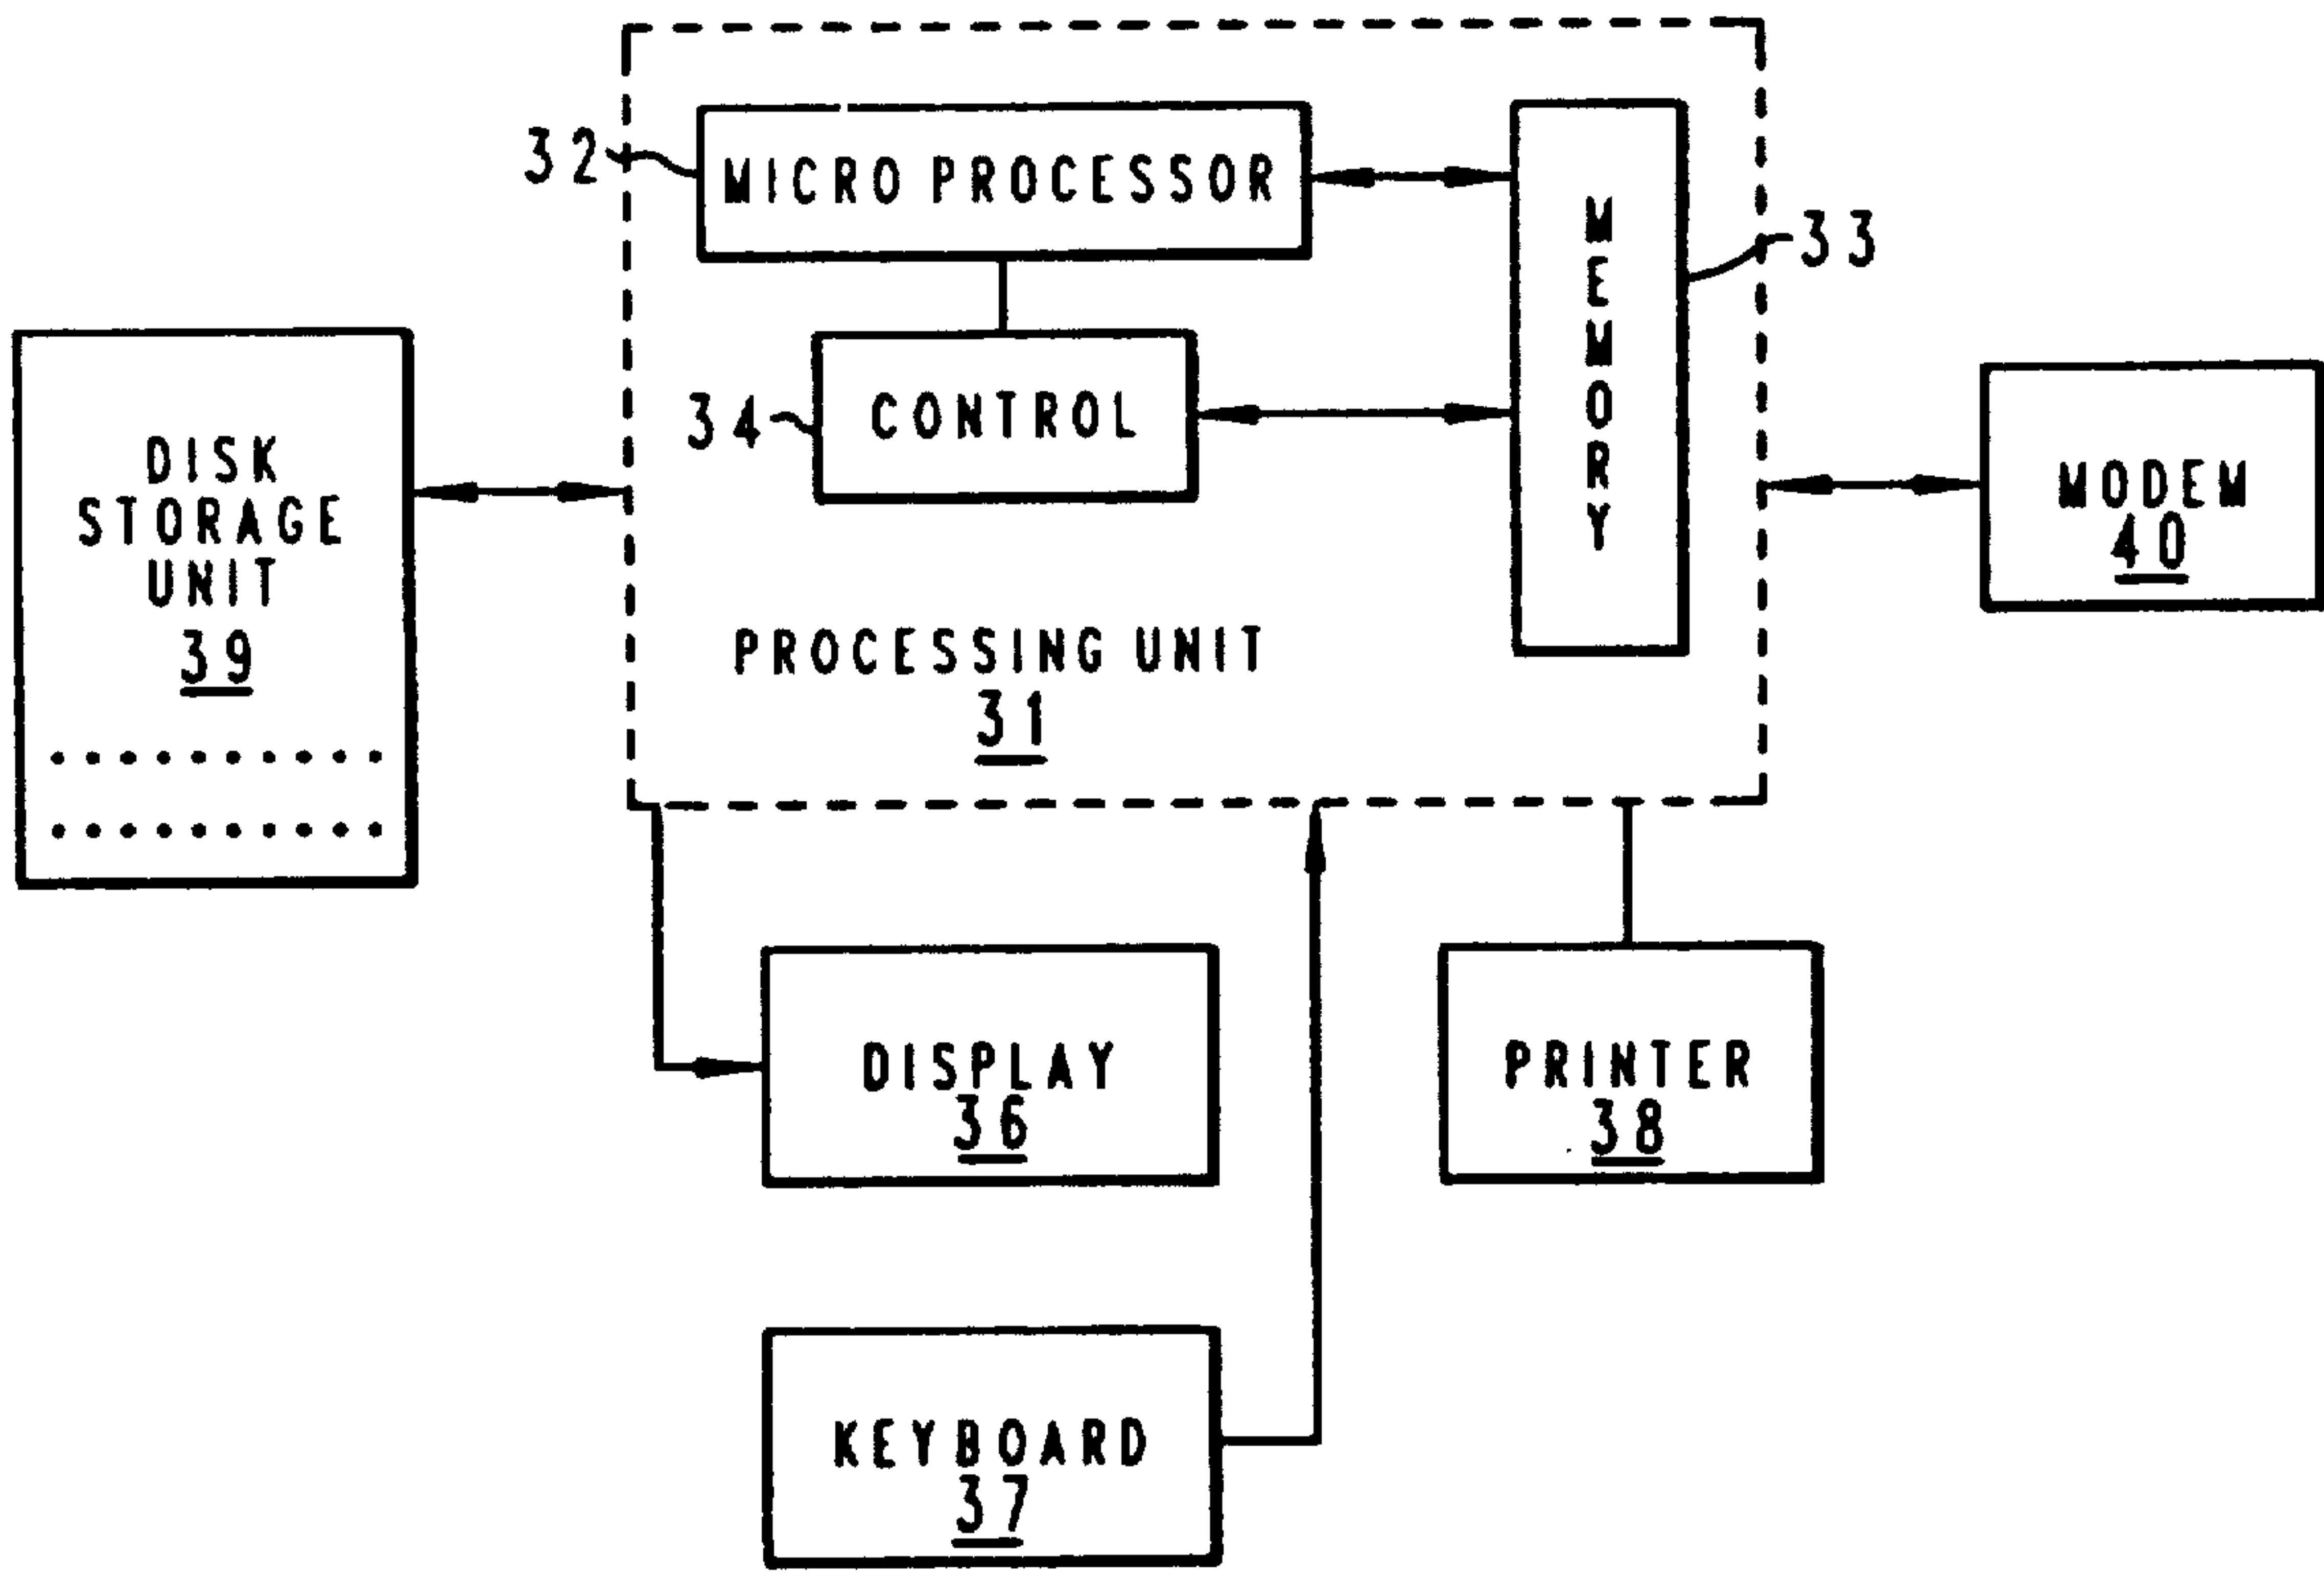 32
MICRO PROCESSOR
MEMORY
33
34
CONTROL
DISK
STORAGE
UNIT
39
PROCESSING UNIT
31
MODEM
40
DISPLAY
36
PRINTER
38
KEYBOARD
37